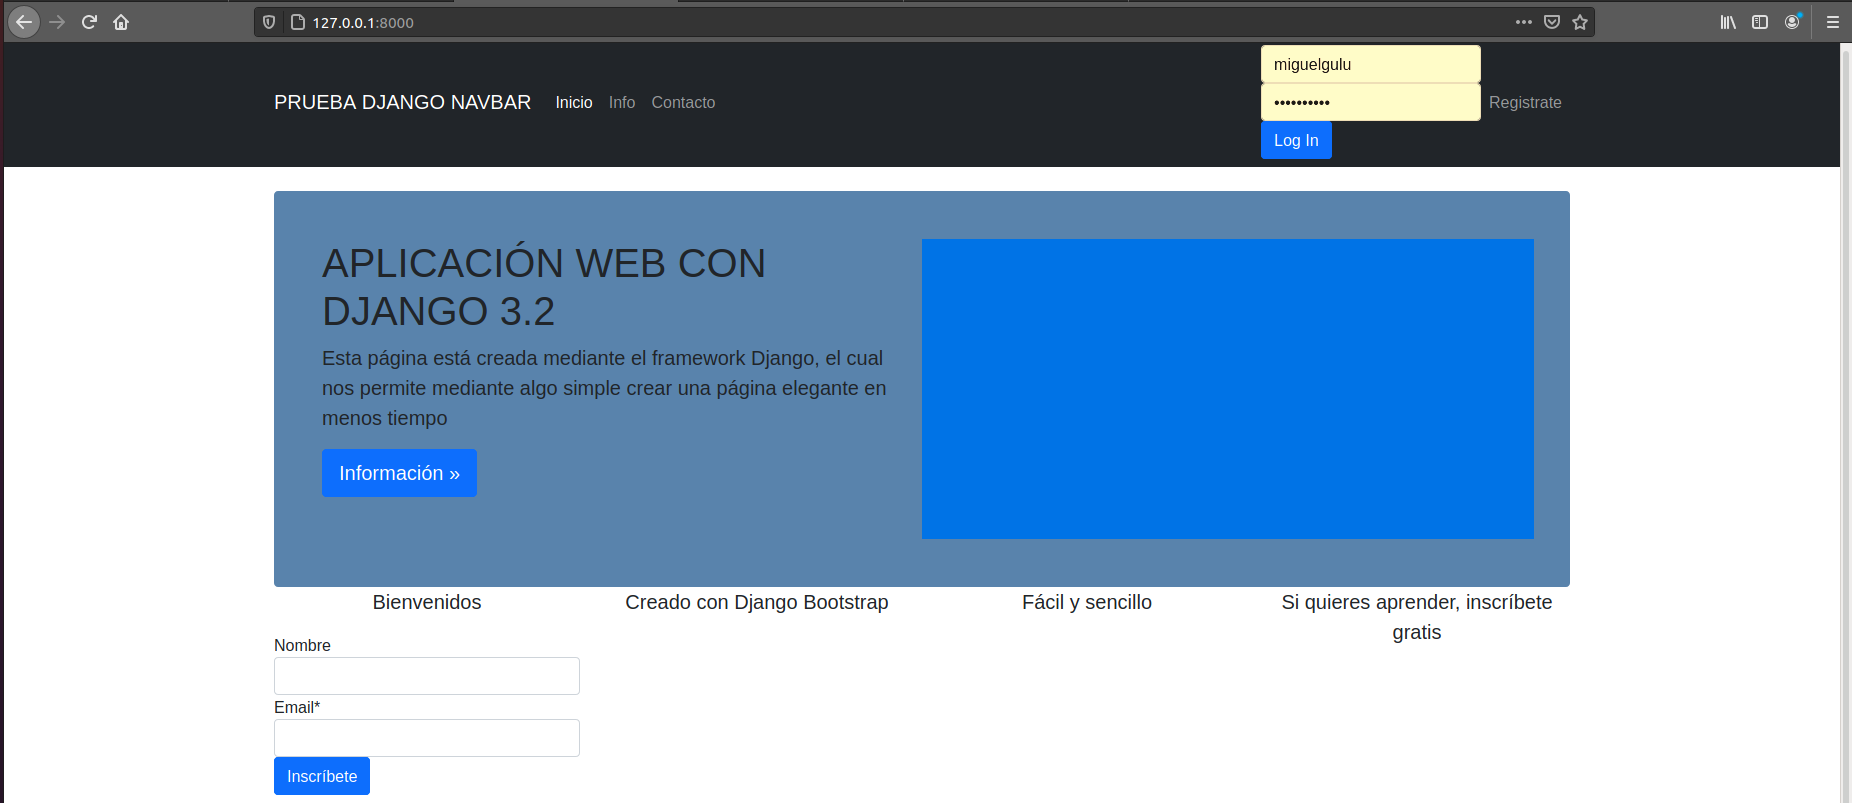 127.0.0.1:8000
miguelgulu
PRUEBA DJANGO NAVBAR Inicio Info Contacto •••••••••• Registrate
Log In
APLICACIÓN WEB CON
DJANGO 3.2
Esta página está creada mediante el framework Django, el cual
nos permite mediante algo simple crear una página elegante en
menos tiempo
Información »
Bienvenidos
Creado con Django Bootstrap
Fácil y sencillo
Si quieres aprender, inscríbete
gratis
Nombre
Email*
Inscríbete